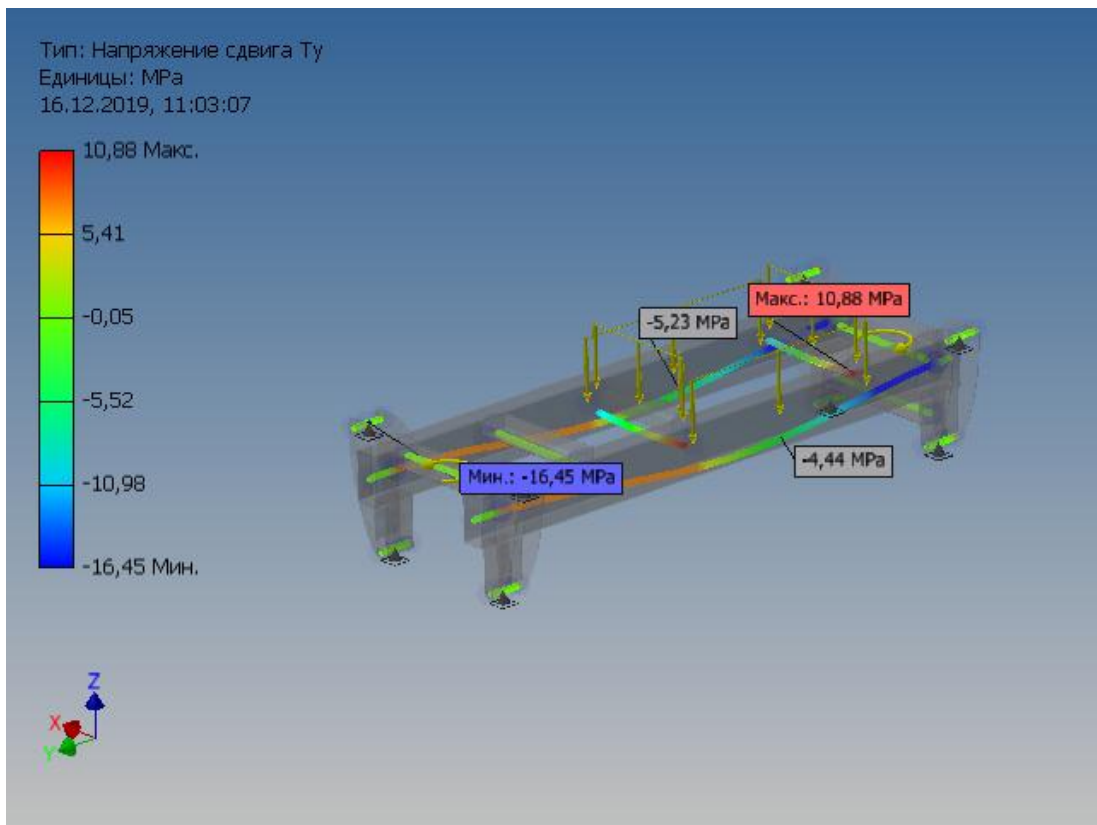 Тип: Напряжение сдвига Ty
Единицы: MPa
16.12.2019, 11:03:07
10,88 Макс.
5,41
-0,05
-5,52
-10,98
-16,45 Мин.
Макс.: 10,88 MPa
-5,23 MPa
-4,44 MPa
Мин.: -16,45 MPa
Z
X
Y